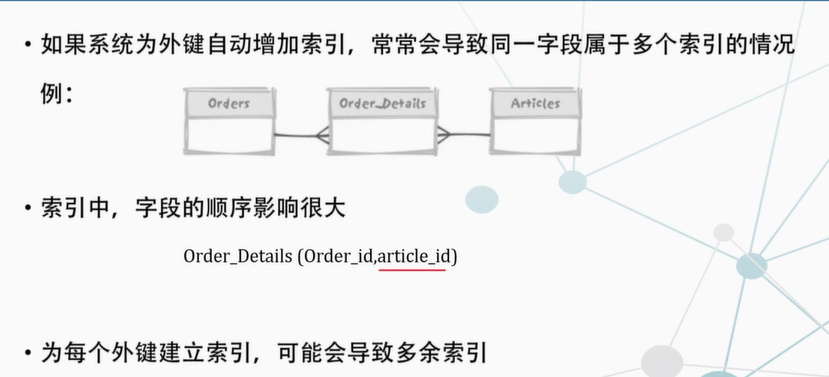 • 如果系统为外键自动增加索引，常常会导致同一字段属于多个索引的情况
例：
Orders Order_Details Articles
• 索引中，字段的顺序影响很大
Order_Details (Order_id,article_id)
• 为每个外键建立索引，可能会导致多余索引